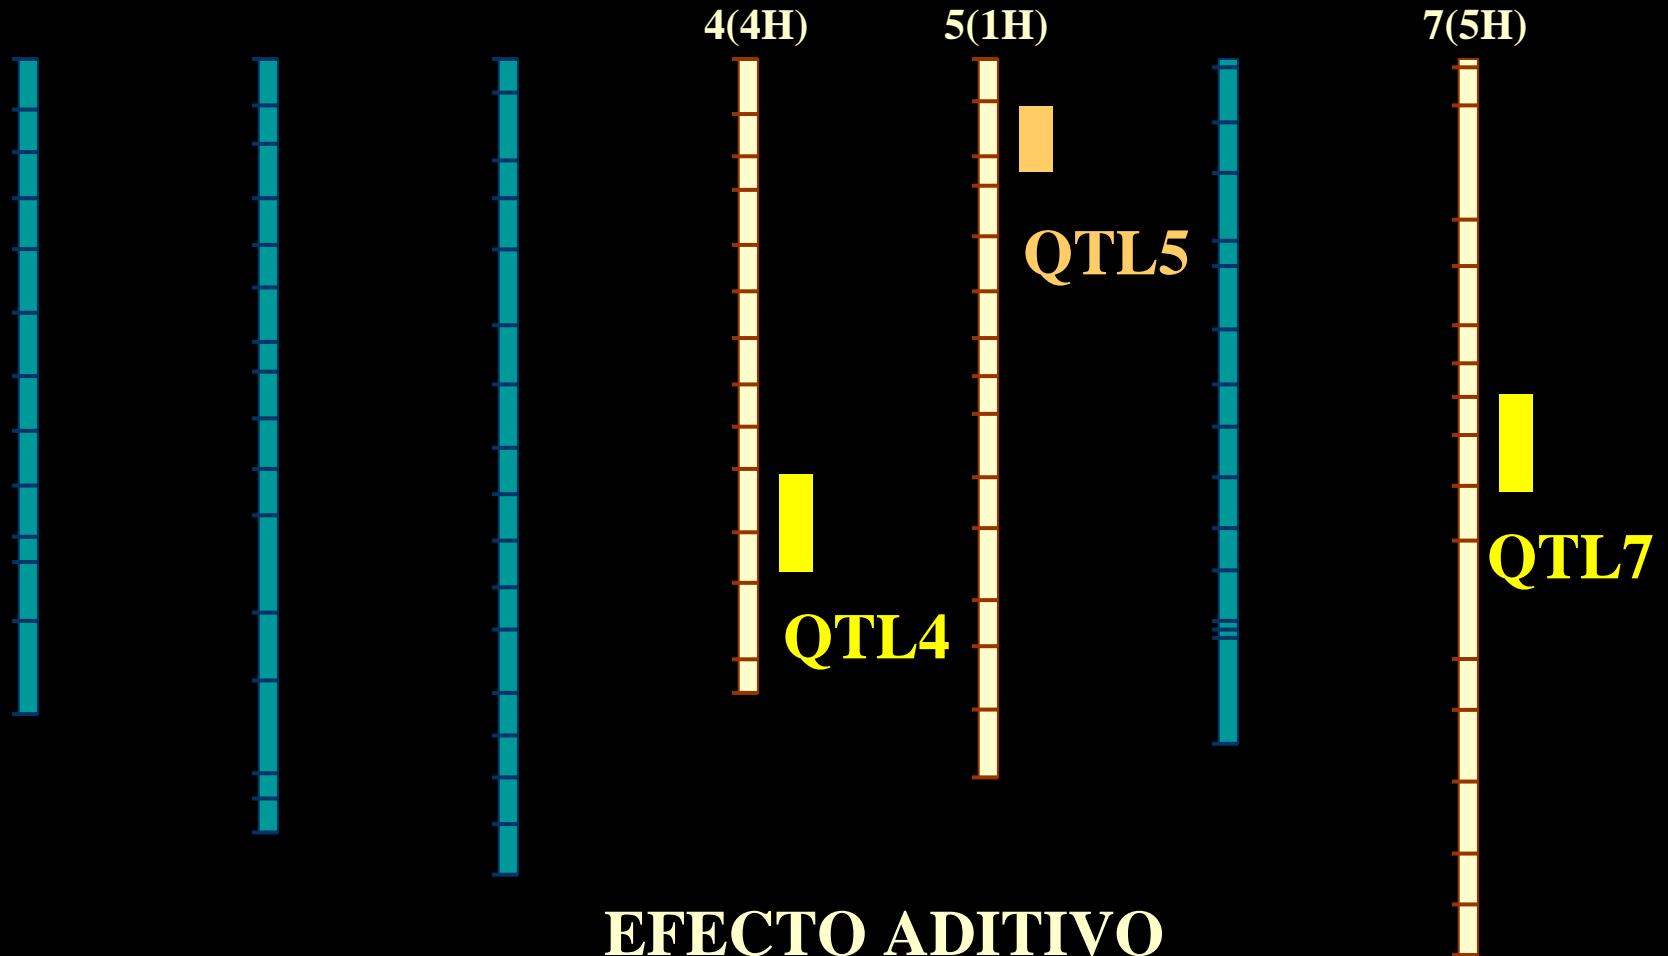 4(4H) 5(1H) 7(5H)
QTL5
QTL7
QTL4
EFECTO ADITIVO